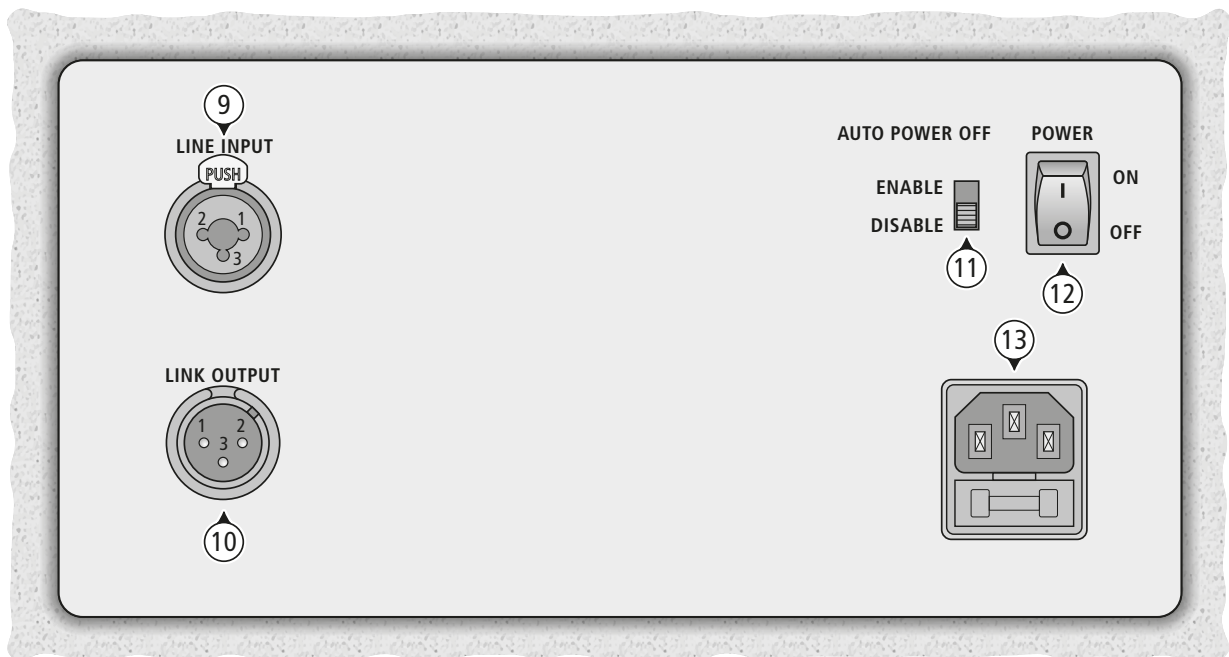 9
LINE INPUT
PUSH
2 1
3
LINK OUTPUT
1 2
3
10
AUTO POWER OFF
ENABLE
DISABLE
11
POWER
I
ON
O
OFF
12
13